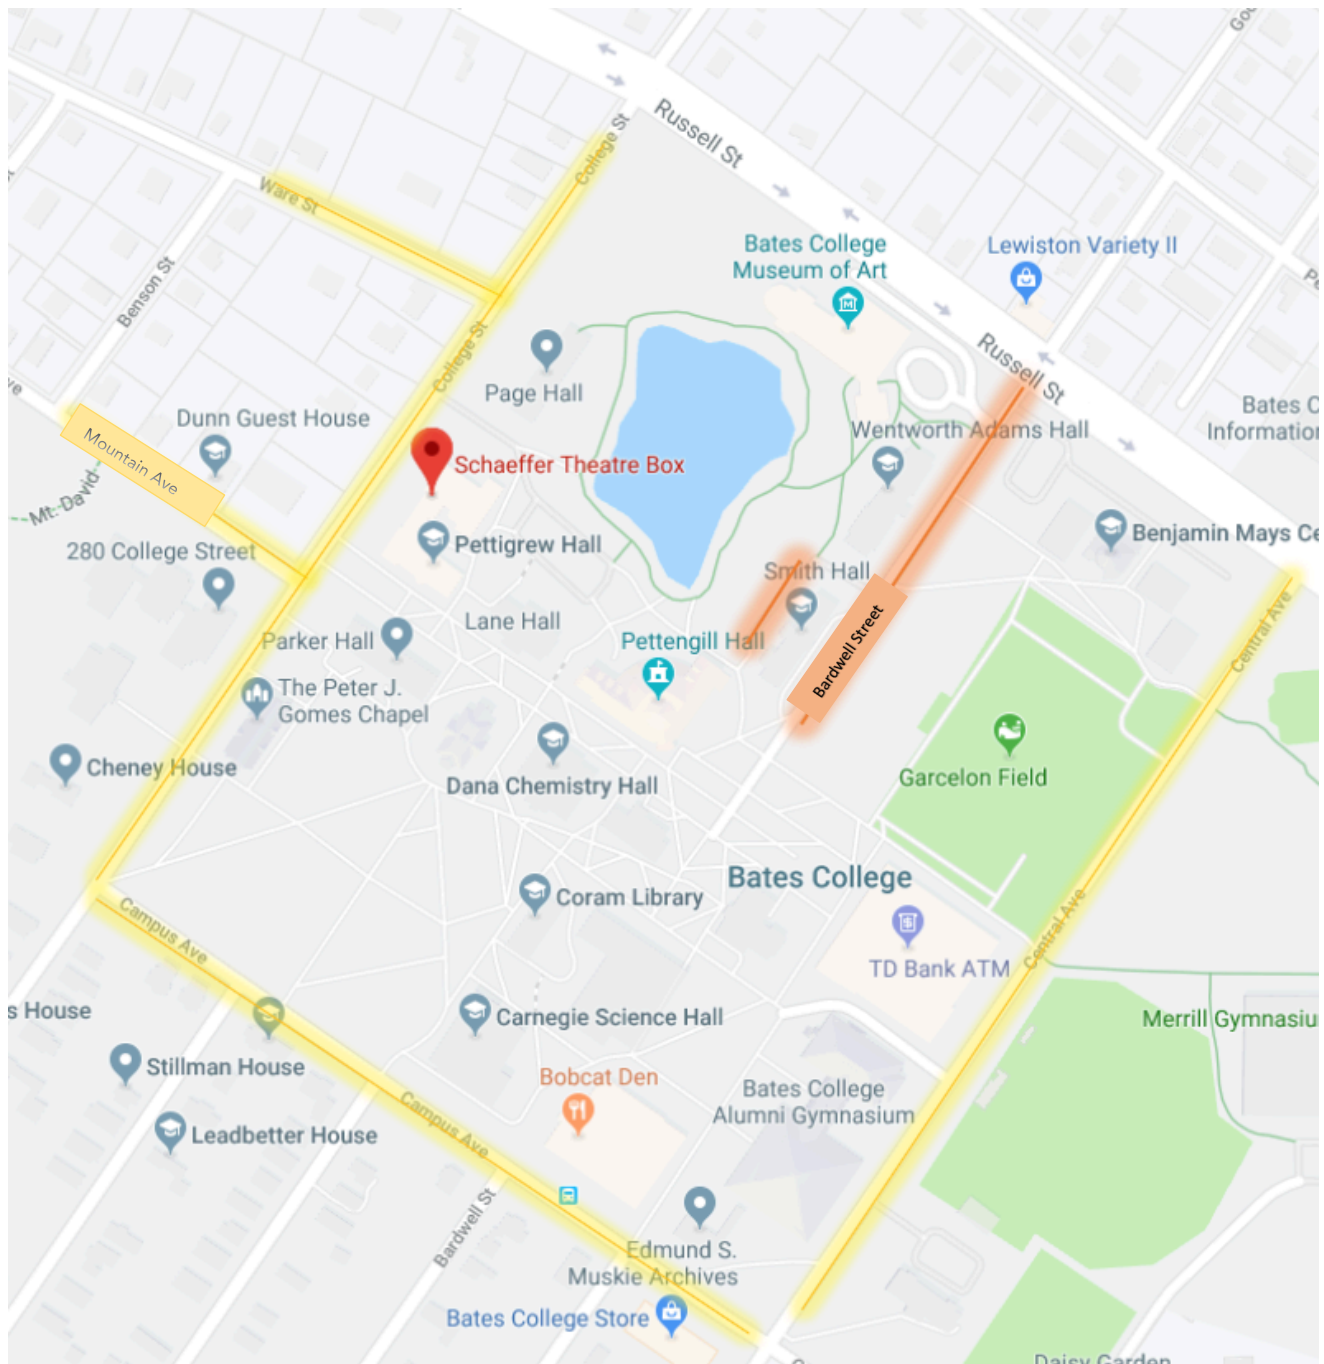 College St
Russell St
Ware St
Bates College
Museum of Art
Lewiston Variety II
Benson St
College St
Russell St
Page Hall
Dunn Guest House
Bates C
Information
Wentworth Adams Hall
Mountain Ave
Schaeffer Theatre Box
Mt. David
Pettigrew Hall
Benjamin Mays Ce
280 College Street
Smith Hall
Lane Hall
Parker Hall
Pettengill Hall
Bardwell Street
Central Ave
The Peter J.
Gomes Chapel
Cheney House
Dana Chemistry Hall
Garcelon Field
Bates College
Coram Library
Campus Ave
Central Ave
TD Bank ATM
s House
Carnegie Science Hall
Merrill Gymnasiu
Stillman House
Bobcat Den
Bates College
Alumni Gymnasium
Campus Ave
Leadbetter House
Bardwell St
Edmund S.
Muskie Archives
Bates College Store
Daisy Garden